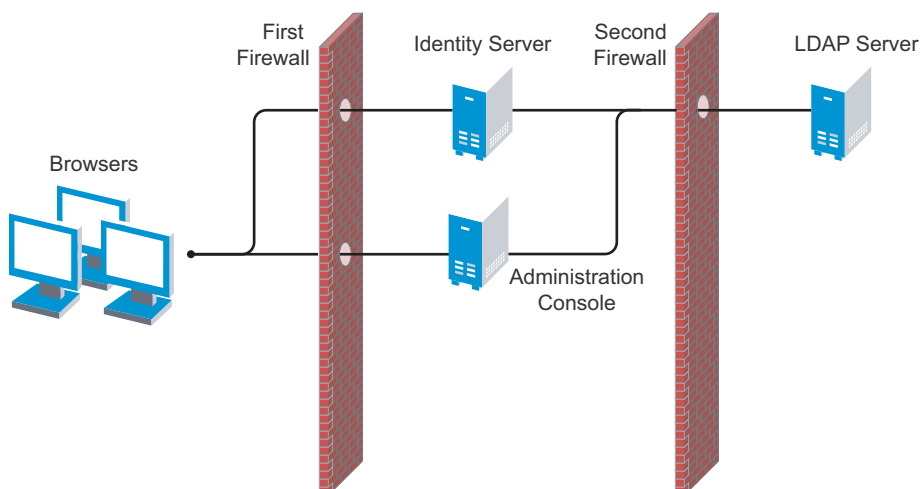 First
Firewall
Identity Server
Second
Firewall
LDAP Server
Browsers
Administration
Console